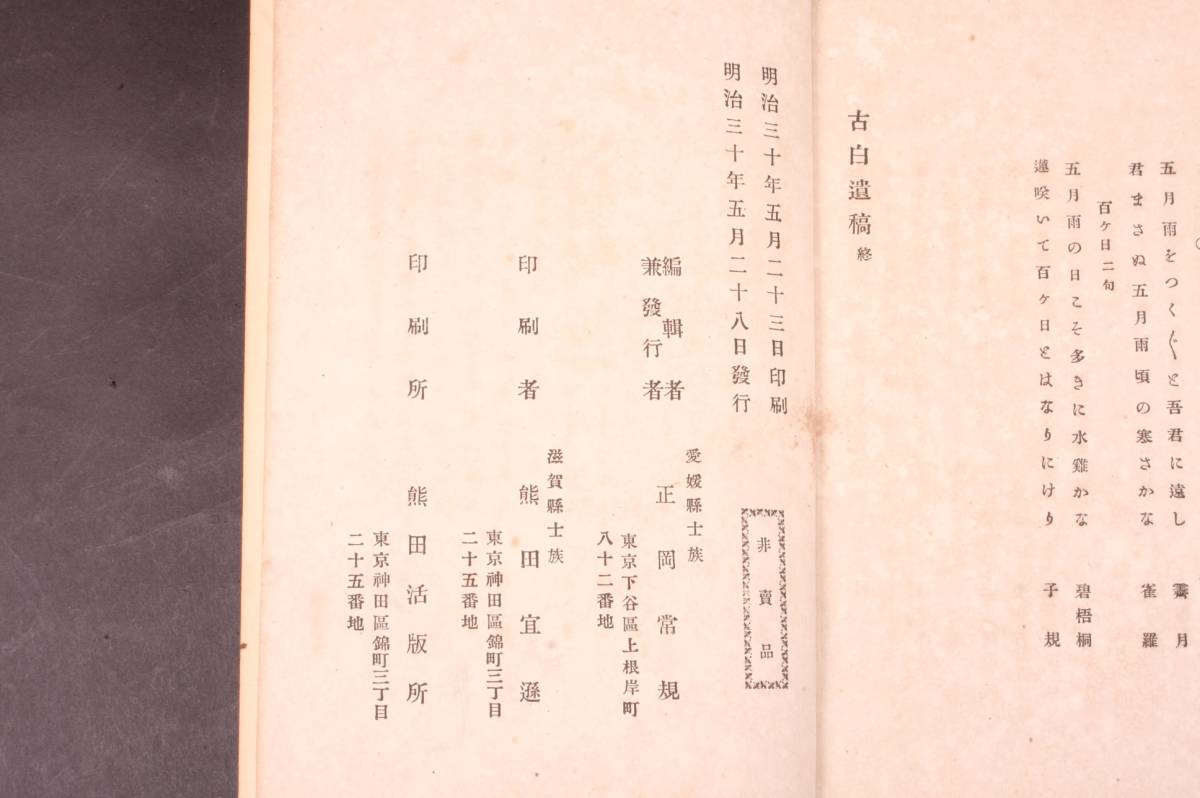 五月雨をつく〲と吾君に遠し 霽月
君まさぬ五月雨頃の寒さかな 雀羅
百ケ日二句
五月雨の日こそ多きに水雞かな 碧梧桐
蓮咲いて百ケ日とはなりにけり 子規
古白遺稿 終
明治三十年五月二十三日印刷
明治三十年五月二十八日發行
非賣品
編輯者
兼發行者
愛媛縣士族
正岡常規
東京下谷區上根岸町
八十二番地
印刷者
滋賀縣士族
熊田宜遜
東京神田區錦町三丁目
二十五番地
印刷所
熊田活版所
東京神田區錦町三丁目
二十五番地